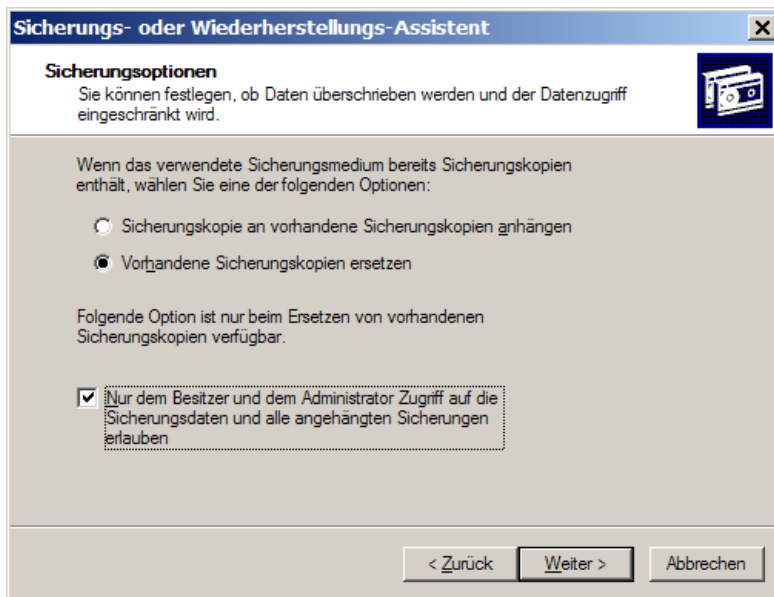 Sicherungs- oder Wiederherstellungs-Assistent
Sicherungsoptionen
Sie können festlegen, ob Daten überschrieben werden und der Datenzugriff
eingeschränkt wird.
Wenn das verwendete Sicherungsmedium bereits Sicherungskopien
enthält, wählen Sie eine der folgenden Optionen:
Sicherungskopie an vorhandene Sicherungskopien anhängen
Vorhandene Sicherungskopien ersetzen
Folgende Option ist nur beim Ersetzen von vorhandenen
Sicherungskopien verfügbar.
Nur dem Besitzer und dem Administrator Zugriff auf die
Sicherungsdaten und alle angehängten Sicherungen
erlauben
< Zurück Weiter > Abbrechen